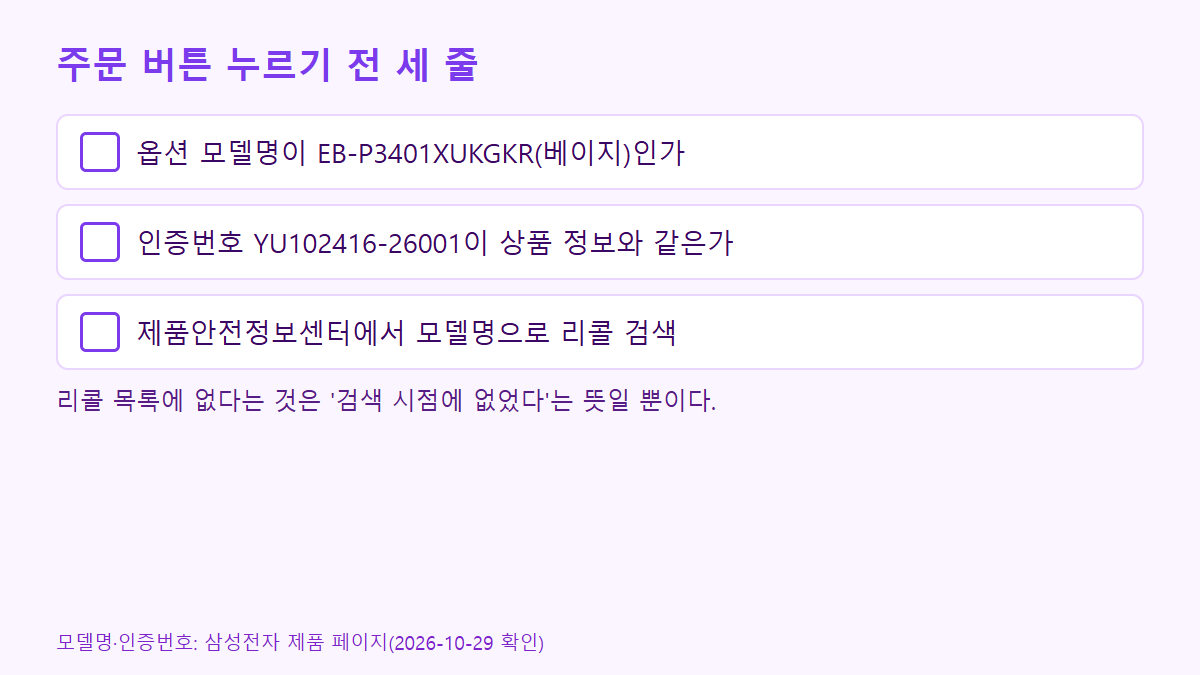 주문 버튼 누르기 전 세 줄
옵션 모델명이 EB-P3401XUKGKR(베이지)인가
인증번호 YU102416-26001이 상품 정보와 같은가
제품안전정보센터에서 모델명으로 리콜 검색
리콜 목록에 없다는 것은 '검색 시점에 없었다'는 뜻일 뿐이다.
모델명·인증번호: 삼성전자 제품 페이지(2026-10-29 확인)